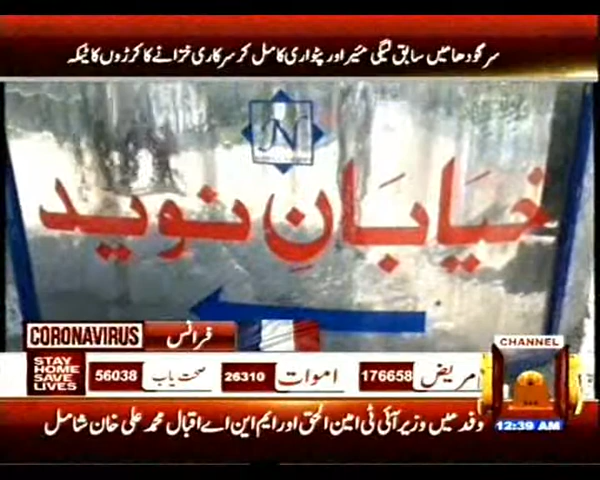 سرگودھا میں سابق لیگی مئیر اور پٹواری کا مل کر سرکاری خزانے کا کرڑوں کا ٹیکہ
N
خیابانِ نوید
CORONAVIRUS فرانس
STAY HOME SAVE LIVES
مریض 176658 اموات 26310 صحت یاب 56038
CHANNEL
12:39 AM
وفد میں وزیر آئی ٹی امین الحق اور ایم این اے اقبال محمد علی خان شامل